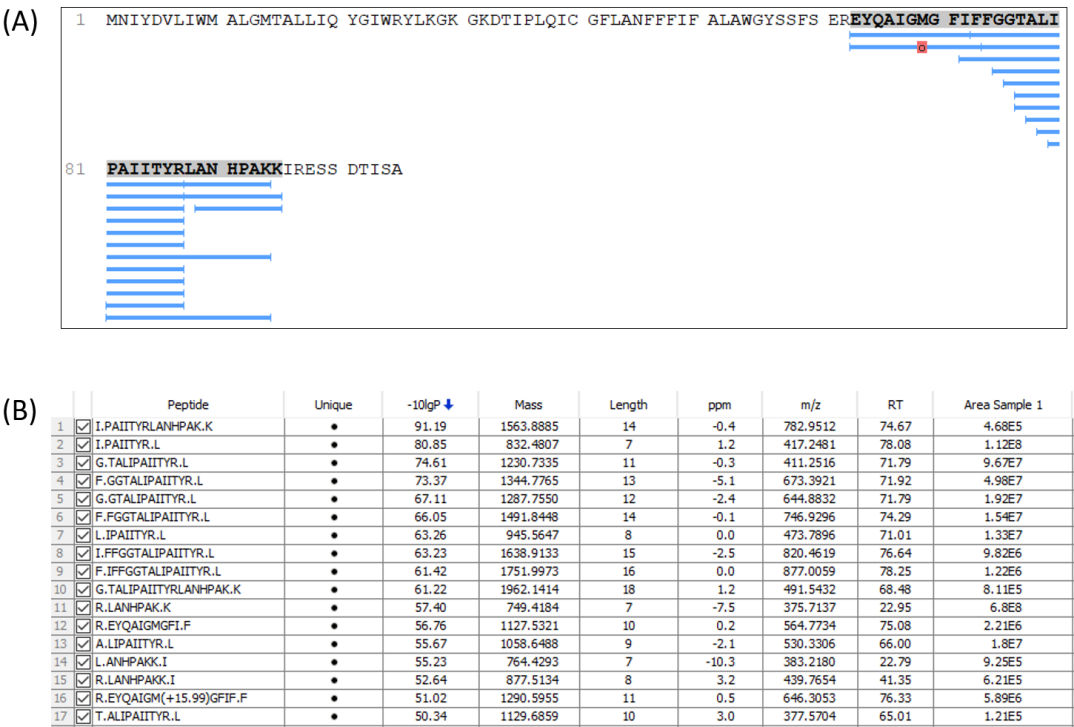 (A)
1 MNIYDVLIWM ALGMTALLIQ YGIWRYLKGK GKDTIPLQIC GFLANFFFIF ALAWGYSSFS EREYQAIGMG FIFFGGTALI
o
81 PAIITYRLAN HPAKKIRESS DTISA
(B)
Peptide Unique -10lgP Mass Length ppm m/z RT Area Sample 1
1 I.PAIITYRLANHPAK.K • 91.19 1563.8885 14 -0.4 782.9512 74.67 4.68E5
2 I.PAIITYR.L • 80.85 832.4807 7 1.2 417.2481 78.08 1.12E8
3 G.TALIPAIITYR.L • 74.61 1230.7335 11 -0.3 411.2516 71.79 9.67E7
4 F.GGTALIPAIITYR.L • 73.37 1344.7765 13 -5.1 673.3921 71.92 4.98E7
5 G.GTALIPAIITYR.L • 67.11 1287.7550 12 -2.4 644.8832 71.79 1.92E7
6 F.FGGTALIPAIITYR.L • 66.05 1491.8448 14 -0.1 746.9296 74.29 1.54E7
7 L.IPAIITYR.L • 63.26 945.5647 8 0.0 473.7896 71.01 1.33E7
8 I.FFGGTALIPAIITYR.L • 63.23 1638.9133 15 -2.5 820.4619 76.64 9.82E6
9 F.IFFGGTALIPAIITYR.L • 61.42 1751.9973 16 0.0 877.0059 78.25 1.22E6
10 G.TALIPAIITYRLANHPAK.K • 61.22 1962.1414 18 1.2 491.5432 68.48 8.11E5
11 R.LANHPAK.K • 57.40 749.4184 7 -7.5 375.7137 22.95 6.8E8
12 R.EYQAIGMGFI.F • 56.76 1127.5321 10 0.2 564.7734 75.08 2.21E6
13 A.LIPAIITYR.L • 55.67 1058.6488 9 -2.1 530.3306 66.00 1.8E7
14 L.ANHPAKK.I • 55.23 764.4293 7 -10.3 383.2180 22.79 9.25E5
15 R.LANHPAKK.I • 52.64 877.5134 8 3.2 439.7654 41.35 6.21E5
16 R.EYQAIGM(+15.99)GFIF.F • 51.02 1290.5955 11 0.5 646.3053 76.33 5.89E6
17 T.ALIPAIITYR.L • 50.34 1129.6859 10 3.0 377.5704 65.01 1.21E5